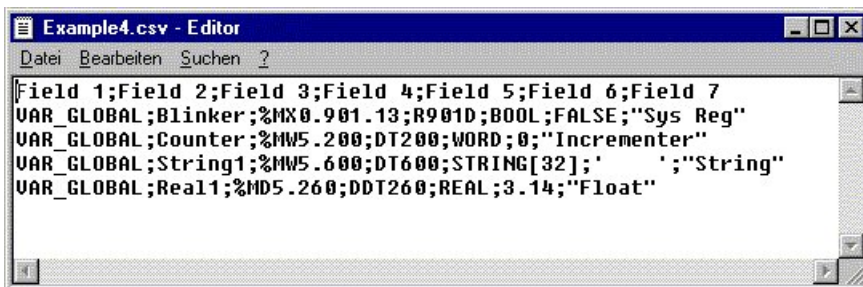 Example4.csv - Editor
Datei Bearbeiten Suchen ?
Field 1;Field 2;Field 3;Field 4;Field 5;Field 6;Field 7
VAR_GLOBAL;Blinker;%MX0.901.13;R901D;BOOL;FALSE;"Sys Reg"
VAR_GLOBAL;Counter;%MW5.200;DT200;WORD;0;"Incrementer"
VAR_GLOBAL;String1;%MW5.600;DT600;STRING[32];'    ';"String"
VAR_GLOBAL;Real1;%MD5.260;DDT260;REAL;3.14;"Float"